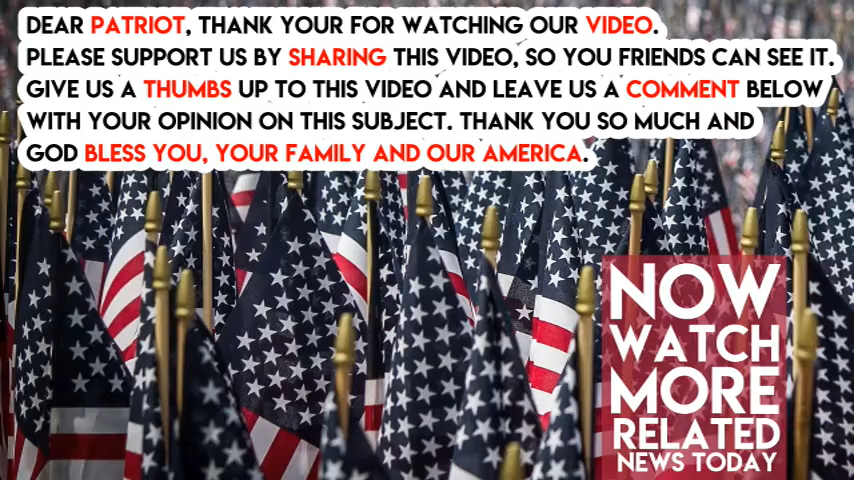 DEAR PATRIOT, THANK YOUR FOR WATCHING OUR VIDEO.
PLEASE SUPPORT US BY SHARING THIS VIDEO, SO YOU FRIENDS CAN SEE IT.
GIVE US A THUMBS UP TO THIS VIDEO AND LEAVE US A COMMENT BELOW
WITH YOUR OPINION ON THIS SUBJECT. THANK YOU SO MUCH AND
GOD BLESS YOU, YOUR FAMILY AND OUR AMERICA.
NOW
WATCH
MORE
RELATED
NEWS TODAY